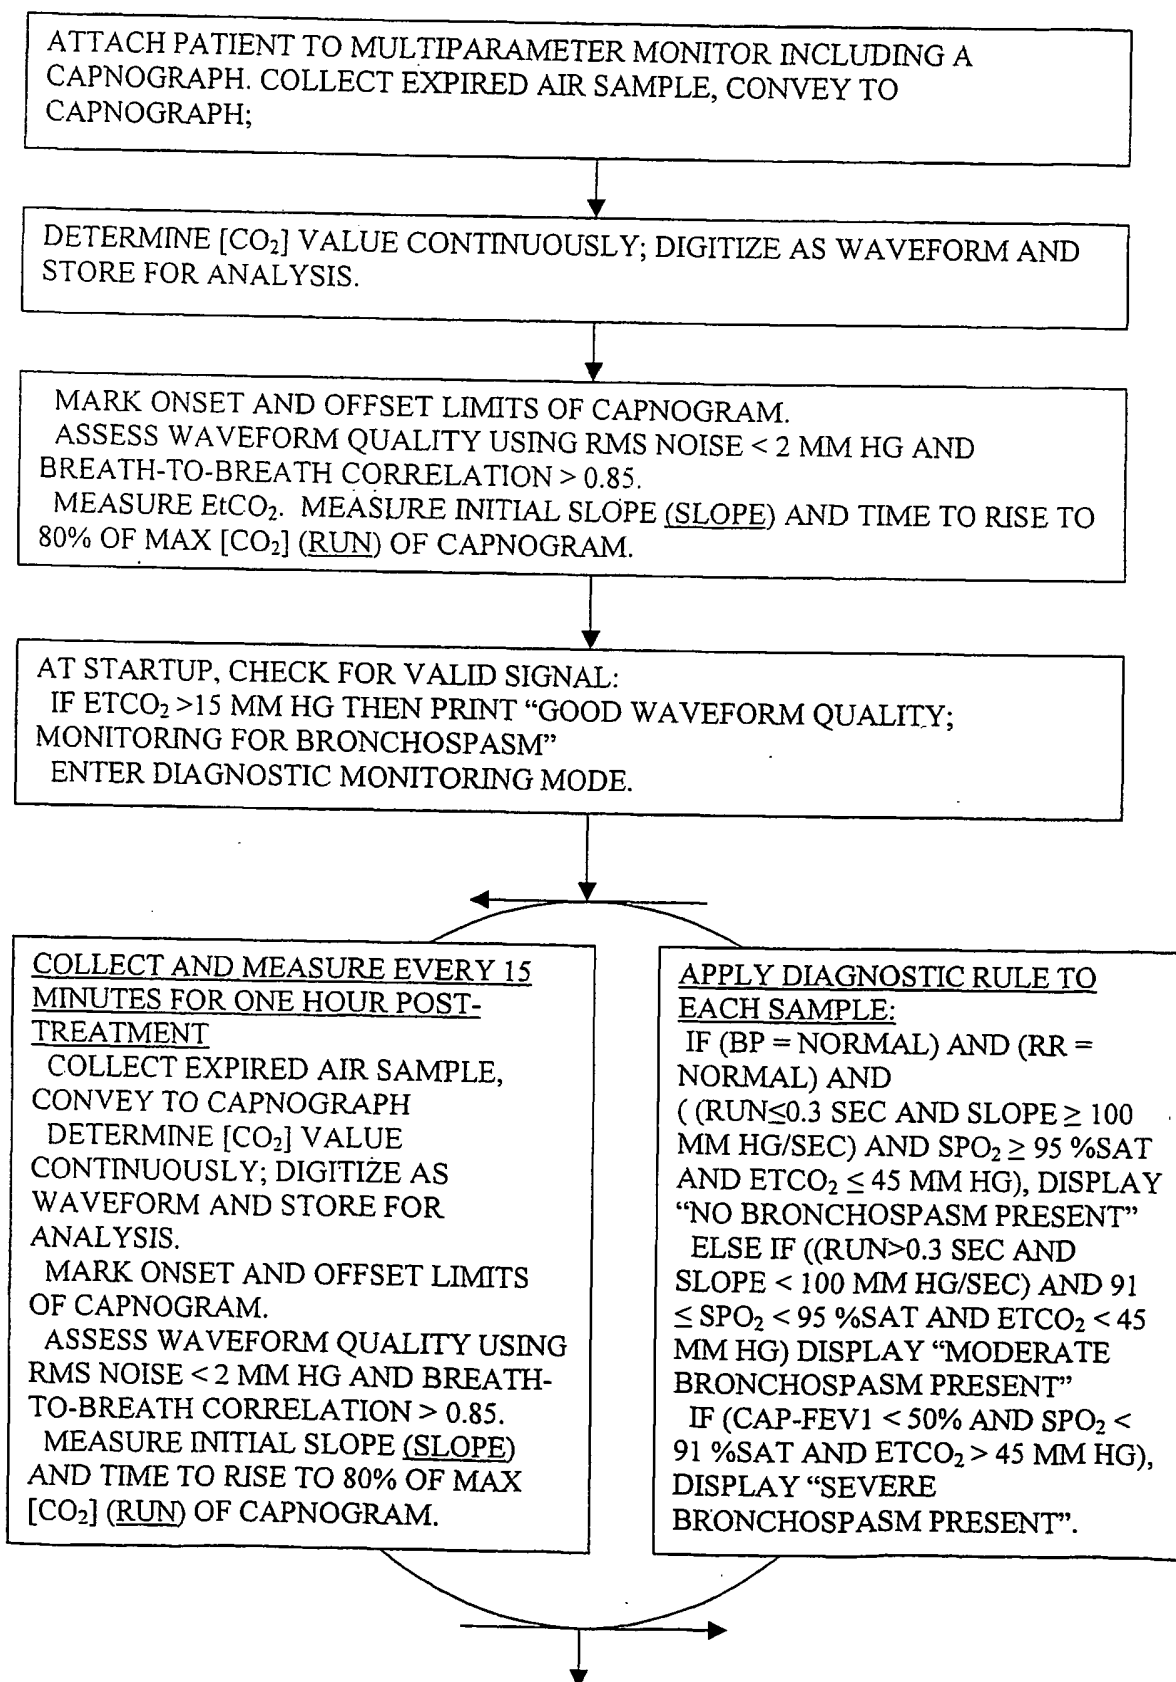 ATTACH PATIENT TO MULTIPARAMETER MONITOR INCLUDING A
CAPNOGRAPH. COLLECT EXPIRED AIR SAMPLE, CONVEY TO
CAPNOGRAPH;
DETERMINE [CO₂] VALUE CONTINUOUSLY; DIGITIZE AS WAVEFORM AND
STORE FOR ANALYSIS.
MARK ONSET AND OFFSET LIMITS OF CAPNOGRAM.
ASSESS WAVEFORM QUALITY USING RMS NOISE < 2 MM HG AND
BREATH-TO-BREATH CORRELATION > 0.85.
MEASURE EtCO₂. MEASURE INITIAL SLOPE (SLOPE) AND TIME TO RISE TO
80% OF MAX [CO₂] (RUN) OF CAPNOGRAM.
AT STARTUP, CHECK FOR VALID SIGNAL:
IF ETCO₂ >15 MM HG THEN PRINT “GOOD WAVEFORM QUALITY;
MONITORING FOR BRONCHOSPASM”
ENTER DIAGNOSTIC MONITORING MODE.
COLLECT AND MEASURE EVERY 15
MINUTES FOR ONE HOUR POST-
TREATMENT
COLLECT EXPIRED AIR SAMPLE,
CONVEY TO CAPNOGRAPH
DETERMINE [CO₂] VALUE
CONTINUOUSLY; DIGITIZE AS
WAVEFORM AND STORE FOR
ANALYSIS.
MARK ONSET AND OFFSET LIMITS
OF CAPNOGRAM.
ASSESS WAVEFORM QUALITY USING
RMS NOISE < 2 MM HG AND BREATH-
TO-BREATH CORRELATION > 0.85.
MEASURE INITIAL SLOPE (SLOPE)
AND TIME TO RISE TO 80% OF MAX
[CO₂] (RUN) OF CAPNOGRAM.
APPLY DIAGNOSTIC RULE TO
EACH SAMPLE:
IF (BP = NORMAL) AND (RR =
NORMAL) AND
( (RUN≤0.3 SEC AND SLOPE ≥ 100
MM HG/SEC) AND SPO₂ ≥ 95 %SAT
AND ETCO₂ ≤ 45 MM HG), DISPLAY
“NO BRONCHOSPASM PRESENT”
ELSE IF ((RUN>0.3 SEC AND
SLOPE < 100 MM HG/SEC) AND 91
≤ SPO₂ < 95 %SAT AND ETCO₂ < 45
MM HG) DISPLAY “MODERATE
BRONCHOSPASM PRESENT”
IF (CAP-FEV1 < 50% AND SPO₂ <
91 %SAT AND ETCO₂ > 45 MM HG),
DISPLAY “SEVERE
BRONCHOSPASM PRESENT”.